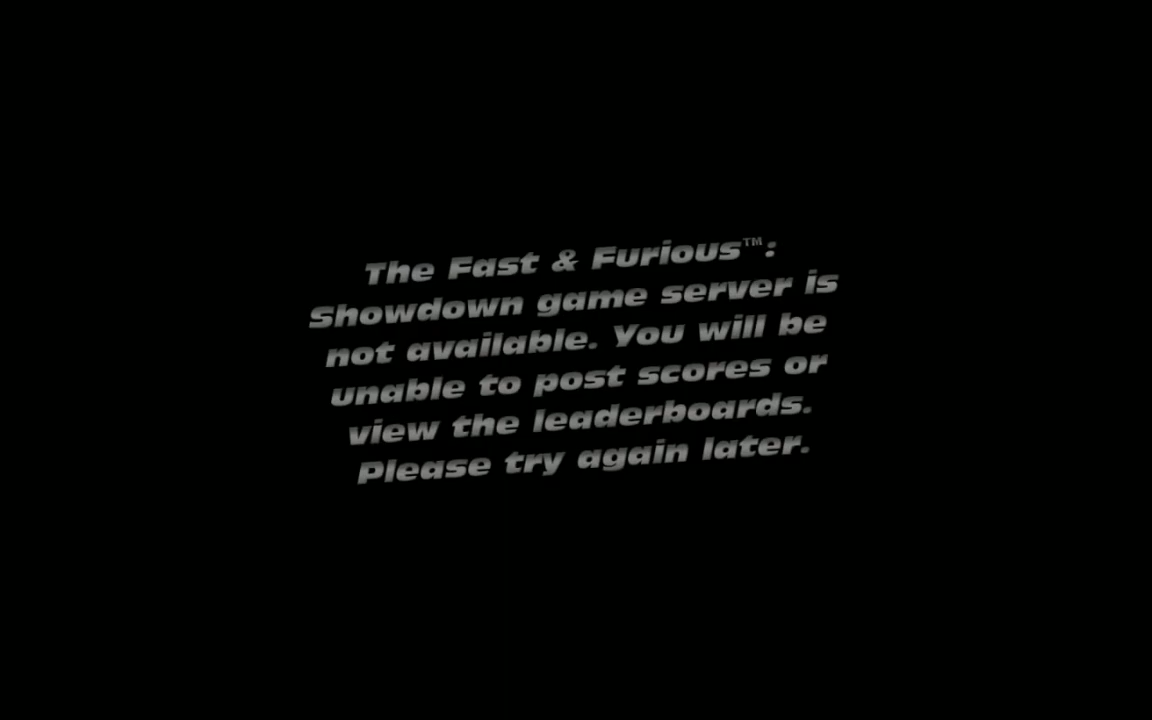 The Fast & Furious™:
Showdown game server is
not available. You will be
unable to post scores or
view the leaderboards.
Please try again later.